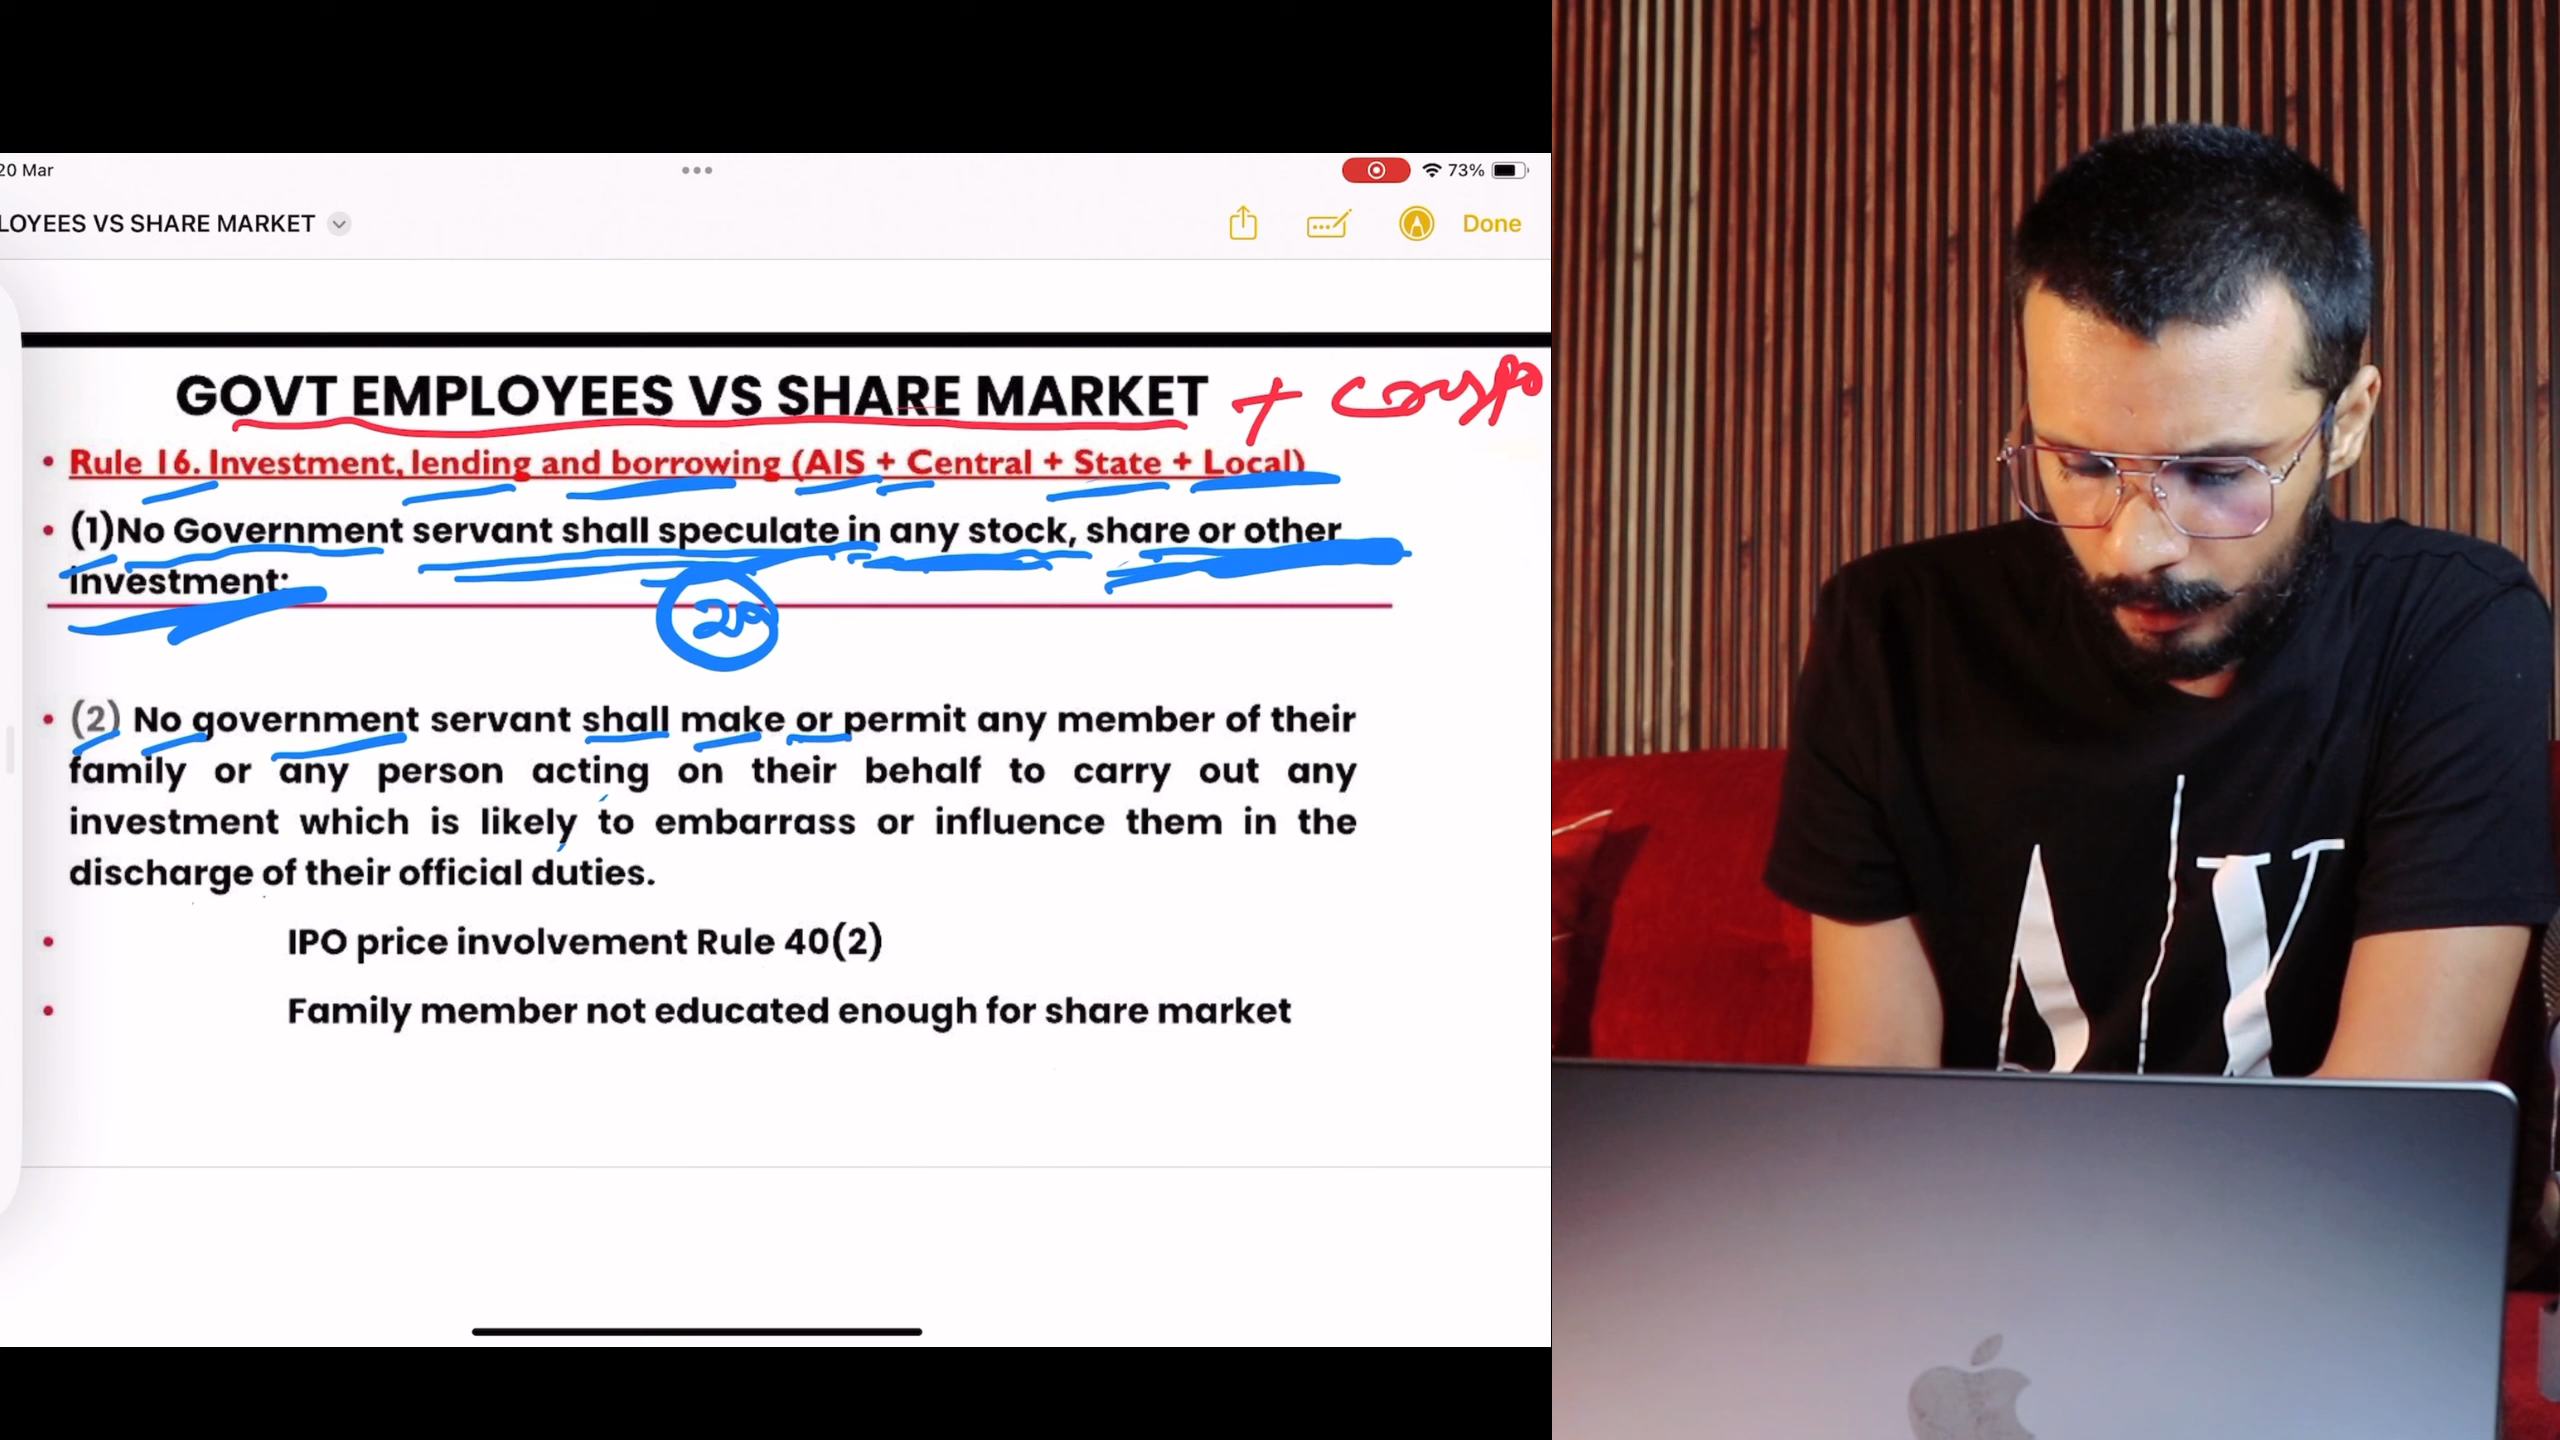 20 Mar
73%
LOYEES VS SHARE MARKET
Done
GOVT EMPLOYEES VS SHARE MARKET +
• Rule 16. Investment, lending and borrowing (AIS + Central + State + Local)
• (1)No Government servant shall speculate in any stock, share or other
investment:
• (2) No government servant shall make or permit any member of their
family or any person acting on their behalf to carry out any
investment which is likely to embarrass or influence them in the
discharge of their official duties.
• IPO price involvement Rule 40(2)
• Family member not educated enough for share market